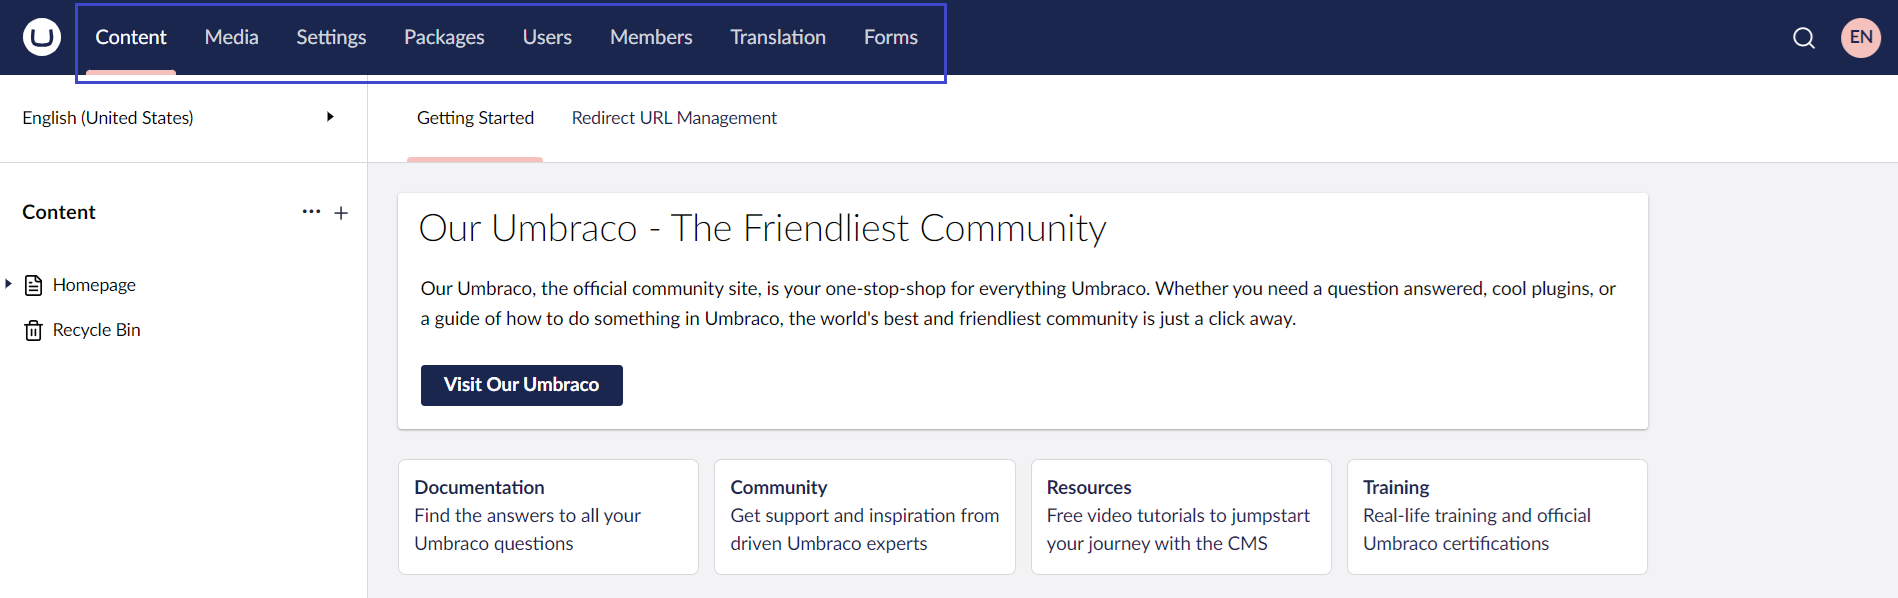 Content Media Settings Packages Users Members Translation Forms EN
English (United States)
Getting Started Redirect URL Management
Content
Homepage
Recycle Bin
Our Umbraco - The Friendliest Community
Our Umbraco, the official community site, is your one-stop-shop for everything Umbraco. Whether you need a question answered, cool plugins, or
a guide of how to do something in Umbraco, the world's best and friendliest community is just a click away.
Visit Our Umbraco
Documentation
Find the answers to all your
Umbraco questions
Community
Get support and inspiration from
driven Umbraco experts
Resources
Free video tutorials to jumpstart
your journey with the CMS
Training
Real-life training and official
Umbraco certifications